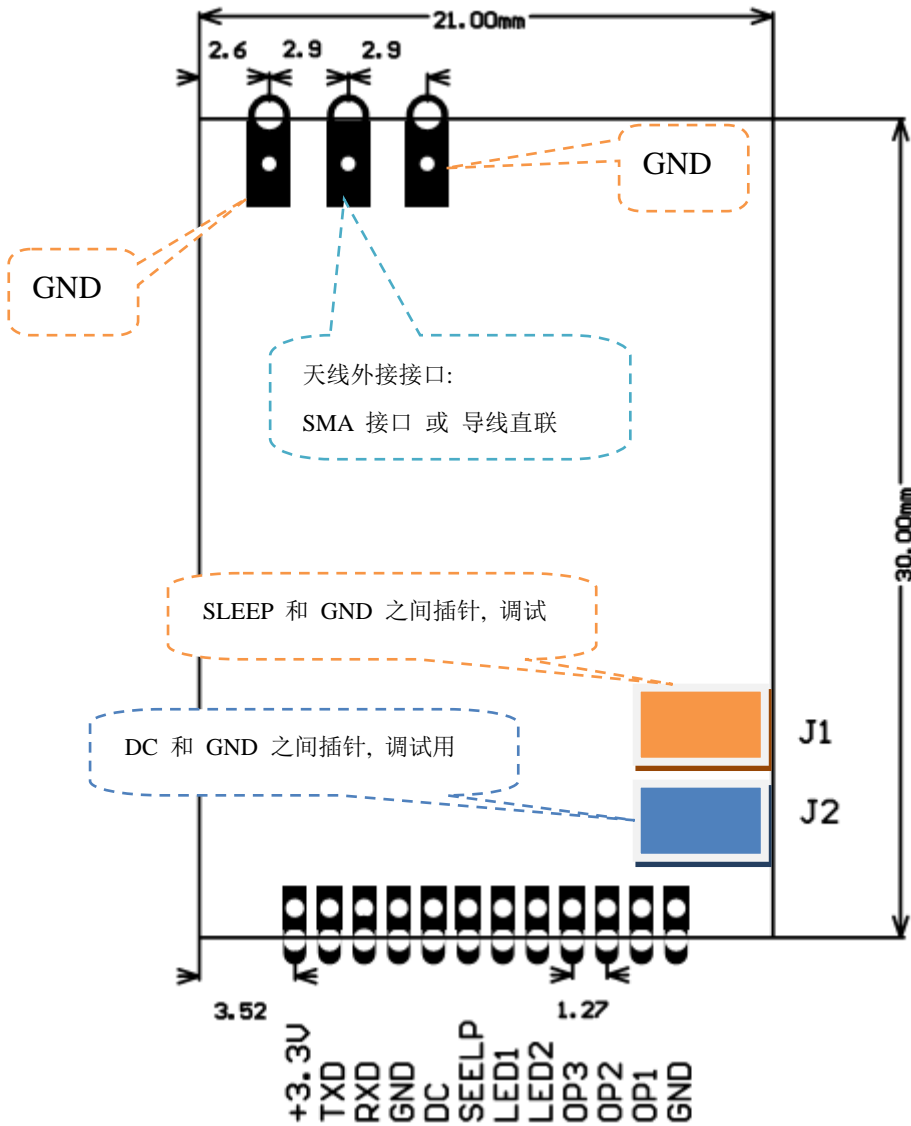 21.00mm
2.6 2.9 2.9
GND
GND
天线外接接口:
SMA 接口 或 导线直联
30.00mm
SLEEP 和 GND 之间插针, 调试
J1
DC 和 GND 之间插针, 调试用
J2
3.52 1.27
+3.3V
TXD
RXD
GND
DC
SEELP
LED1
LED2
OP3
OP2
OP1
GND